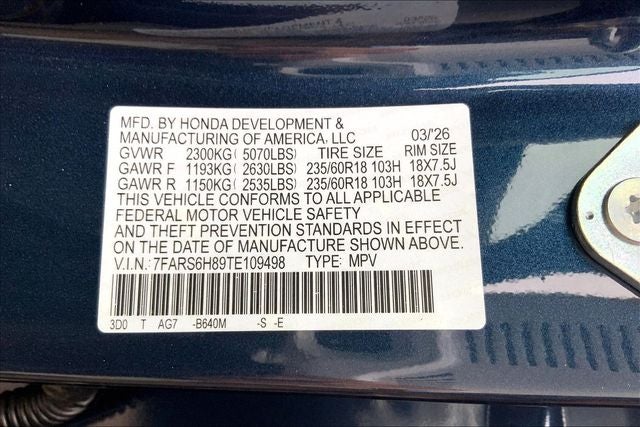 MFD. BY HONDA DEVELOPMENT &
MANUFACTURING OF AMERICA, LLC 03/'26
GVWR 2300KG( 5070LBS) TIRE SIZE RIM SIZE
GAWR F 1193KG( 2630LBS) 235/60R18 103H 18X7.5J
GAWR R 1150KG( 2535LBS) 235/60R18 103H 18X7.5J
THIS VEHICLE CONFORMS TO ALL APPLICABLE
FEDERAL MOTOR VEHICLE SAFETY
AND THEFT PREVENTION STANDARDS IN EFFECT
ON THE DATE OF MANUFACTURE SHOWN ABOVE.
V.I.N.:7FARS6H89TE109498 TYPE: MPV
3D0 T AG7 -B640M -S -E